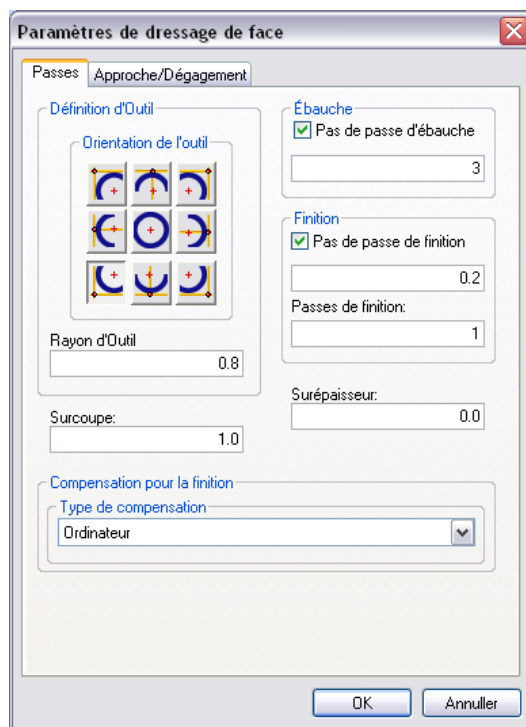 Paramètres de dressage de face
Passes
Approche/Dégagement
Définition d'Outil
Orientation de l'outil
Rayon d'Outil
0.8
Surcoupe:
1.0
Ébauche
Pas de passe d'ébauche
3
Finition
Pas de passe de finition
0.2
Passes de finition:
1
Surépaisseur:
0.0
Compensation pour la finition
Type de compensation
Ordinateur
OK
Annuller